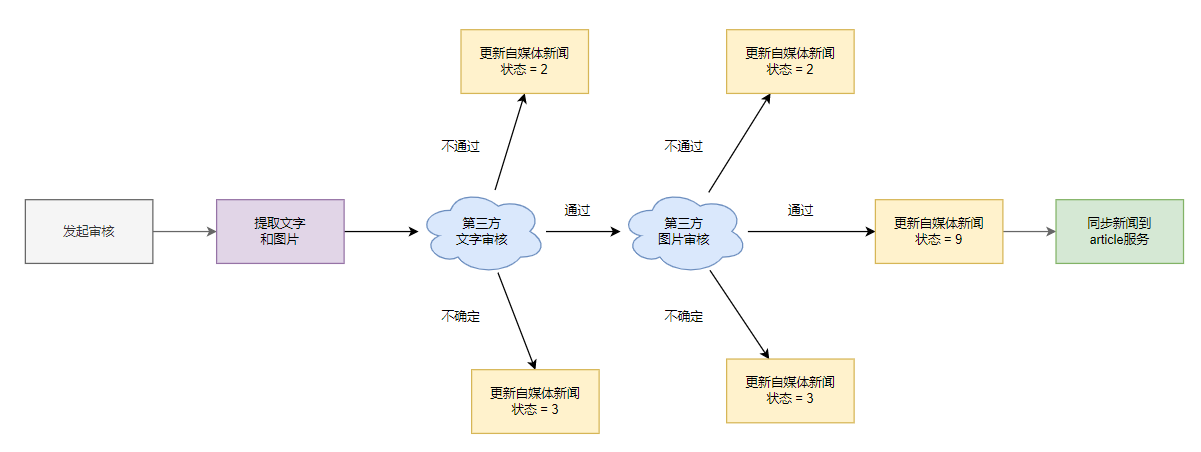 更新自媒体新闻
状态 = 2
更新自媒体新闻
状态 = 2
不通过
不通过
发起审核
提取文字
和图片
第三方
文字审核
通过
第三方
图片审核
通过
更新自媒体新闻
状态 = 9
同步新闻到
article服务
不确定
不确定
更新自媒体新闻
状态 = 3
更新自媒体新闻
状态 = 3